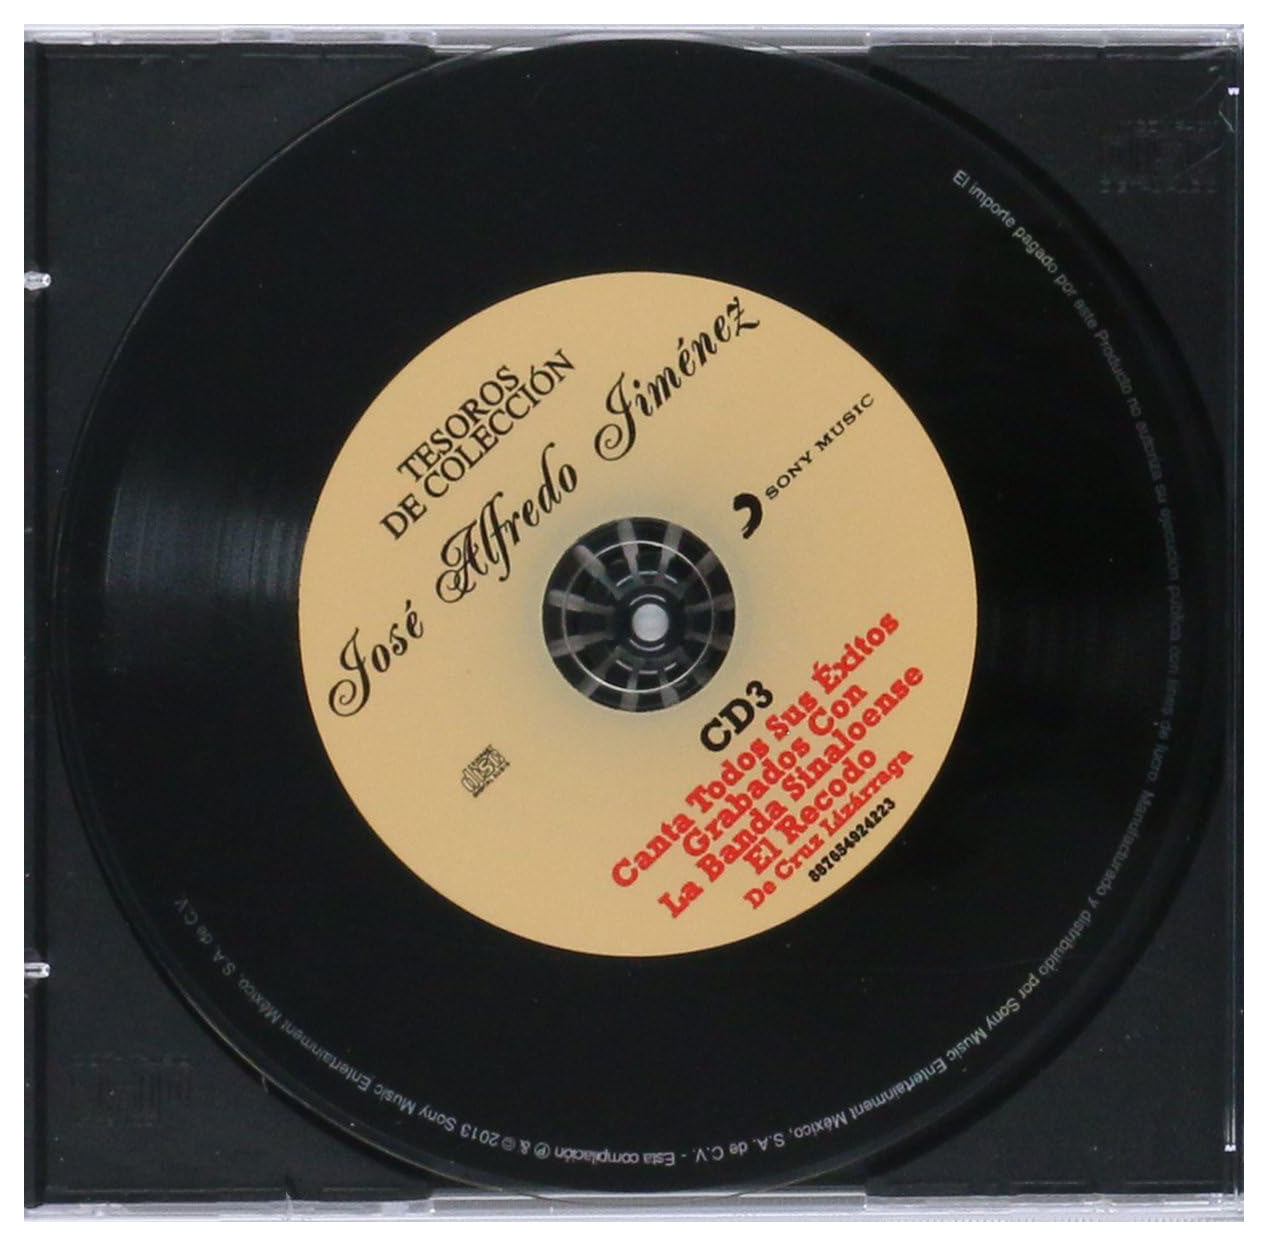 TESOROS
DE COLECCIÓN
José Alfredo Jiménez
SONY MUSIC
CD3
Canta Todos Sus Éxitos
Grabados Con
La Banda Sinaloense
El Recodo
De Cruz Lizárraga
887654924223
El importe pagado por este Producto no autoriza su ejecución pública con fines de lucro. Manufacturado y distribuido por Sony Music Entertainment México, S.A. de C.V. - Esta compilación ℗ & © 2013 Sony Music Entertainment México, S.A. de C.V.